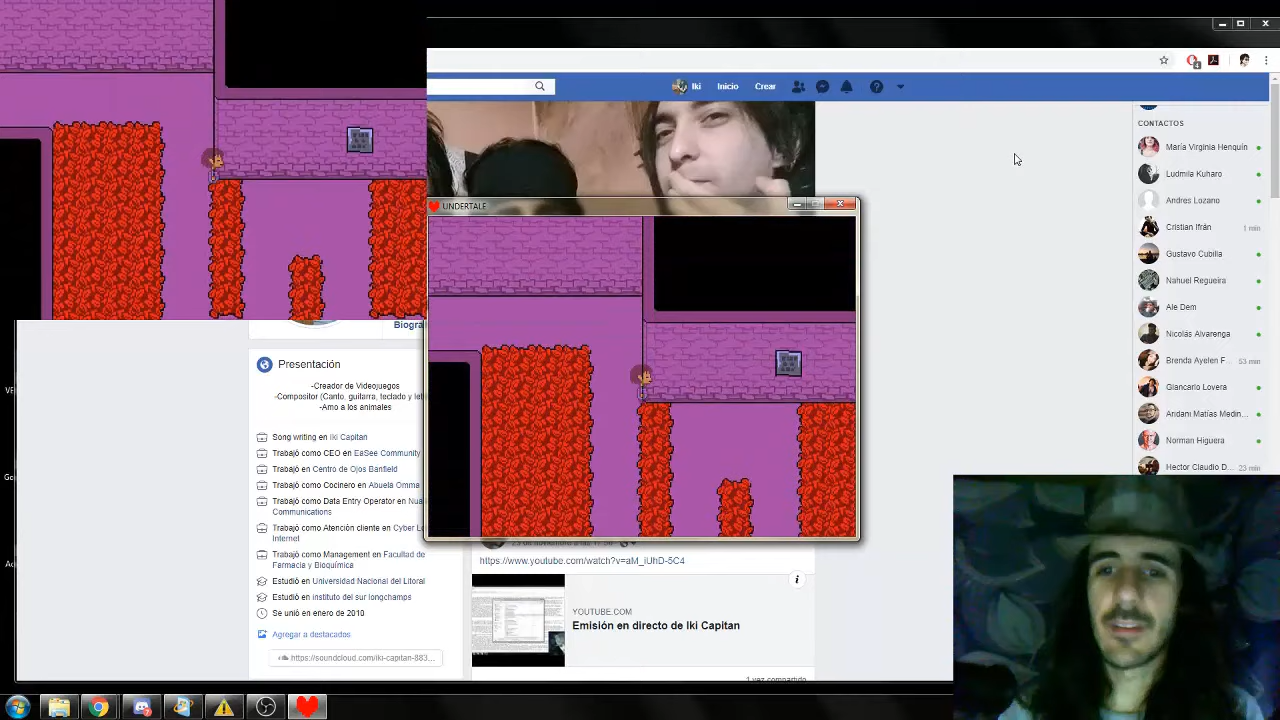 Iki
Inicio
Crear
CONTACTOS
María Virginia Henquín
Ludmila Kuharo
Andres Lozano
Cristian Ifrán
1 min
Gustavo Cubilla
Nahuel Regueira
Ale Dem
Nicolás Alvarenga
Brenda Ayelen F...
53 min
Giancarlo Lovera
Aridani Matías Medin...
Norman Higuera
Hector Claudio D...
23 min
UNDERTALE
Biogra
Presentación
-Creador de Videojuegos
-Compositor (Canto, guitarra, teclado y let
-Amo a los animales
Song writing en Iki Capitan
Trabajó como CEO en EaSee Community
Trabajó en Centro de Ojos Banfield
Trabajó como Cocinero en Abuela Omma
Trabajó como Data Entry Operator en Nua
Communications
Trabajó como Atención cliente en Cyber L
Internet
Trabajó como Management en Facultad de
Farmacia y Bioquímica
Estudió en Universidad Nacional del Litoral
Estudió en instituto del sur longchamps
Se unió en enero de 2010
Agregar a destacados
https://soundcloud.com/iki-capitan-883...
https://www.youtube.com/watch?v=aM_iUhD-5C4
YOUTUBE.COM
Emisión en directo de Iki Capitan
1 vez compartido